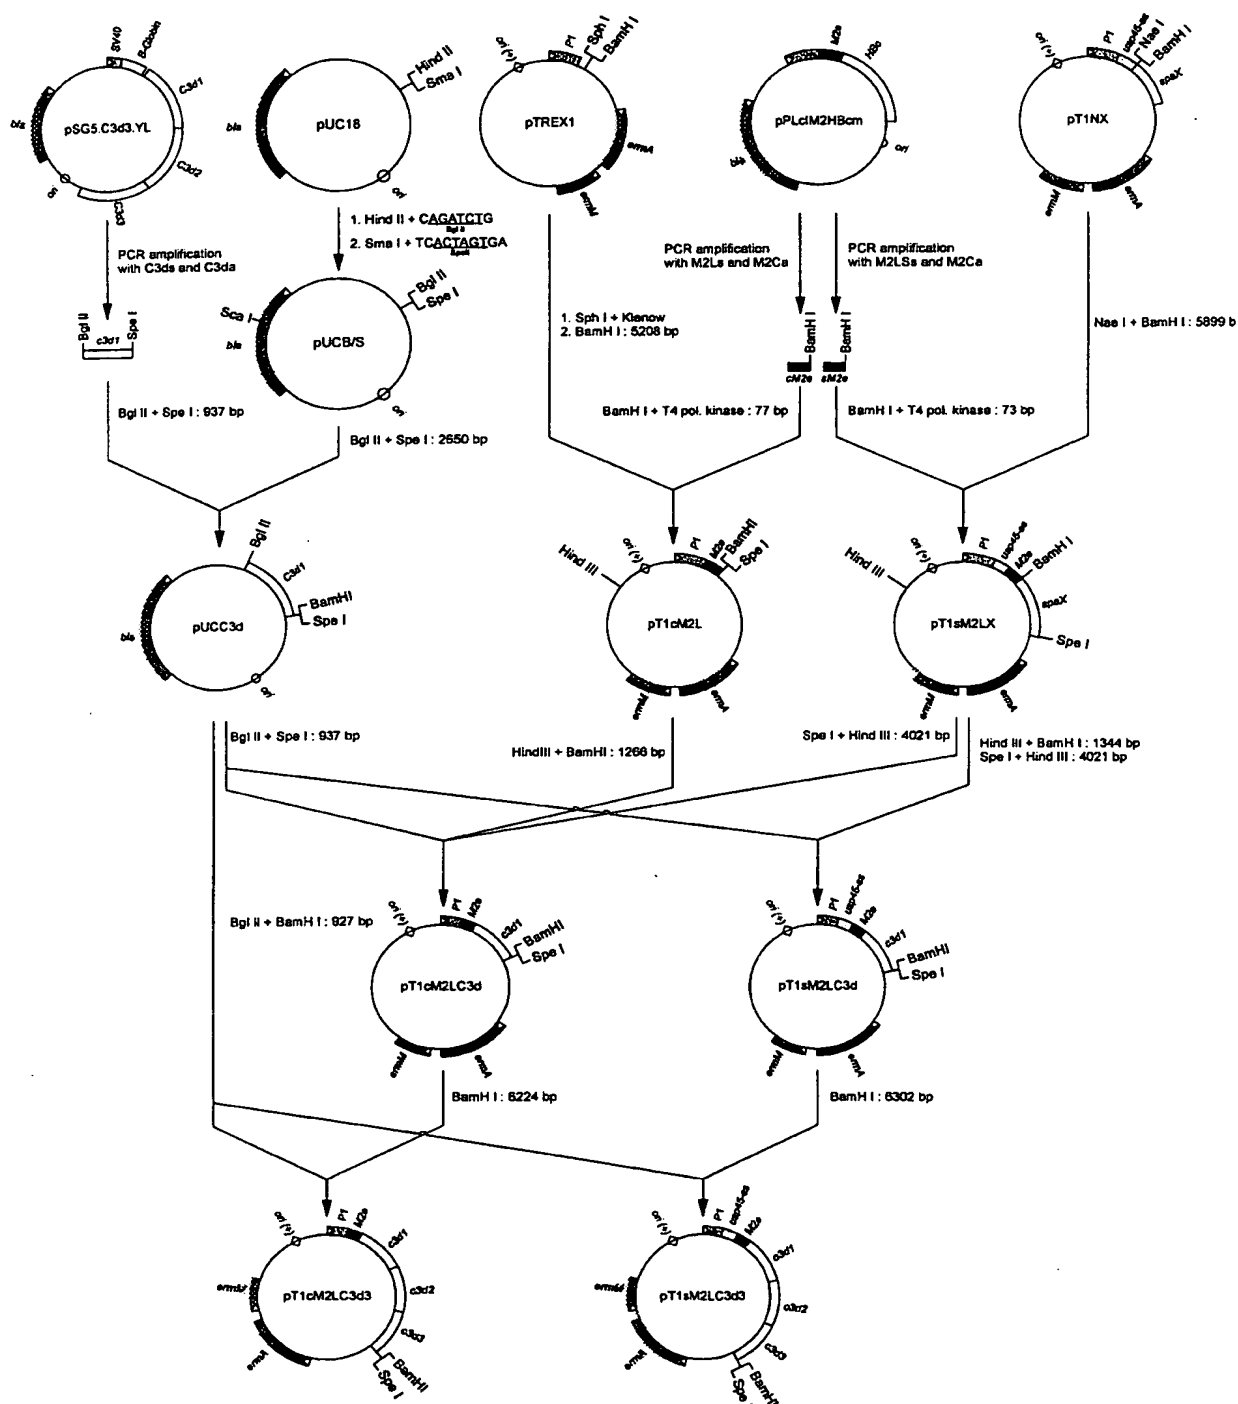 SV40
B-Globin
C3d1
bla
pSG5.C3d3.YL
C3d2
ori
C3d3
Hind II
Sma I
bla
pUC18
ori
ori (+)
P1
Sph I
BamH I
pTREX1
ermA
ermM
M2e
HBc
pPLcIM2HBcm
bla
ori
ori (+)
P1
usp45-ss
Nae I
BamH I
spaX
pT1NX
ermM
ermA
PCR amplification
with C3ds and C3da
1. Hind II + CAGATCTG
Bgl II
2. Sma I + TCACTAGTGA
SpeI
PCR amplification
with M2Ls and M2Ca
PCR amplification
with M2LSs and M2Ca
Bgl II
Spe I
c3d1
Sca I
bla
Bgl II
Spe I
pUCB/S
1. Sph I + Klenow
2. BamH I : 5208 bp
BamH I
cM2e
BamH I
sM2e
Nae I + BamH I : 5899 b
Bgl II + Spe I : 937 bp
Bgl II + Spe I : 2650 bp
BamH I + T4 pol. kinase : 77 bp
BamH I + T4 pol. kinase : 73 bp
Bgl II
C3d1
BamHI
Spe I
bla
pUCC3d
ori
Hind III
ori (+)
P1
M2e
BamHI
Spe I
pT1cM2L
ermM
ermA
Hind III
ori (+)
P1
usp45-ss
M2e
BamH I
spaX
pT1sM2LX
Spe I
ermM
ermA
Bgl II + Spe I : 937 bp
HindIII + BamHI : 1266 bp
Spe I + Hind III : 4021 bp
Hind III + BamH I : 1344 bp
Spe I + Hind III : 4021 bp
Bgl II + BamH I : 927 bp
ori (+)
P1
M2e
c3d1
BamHI
Spe I
pT1cM2LC3d
ermM
ermA
ori (+)
P1
usp45-ss
M2e
c3d1
BamHI
Spe I
pT1sM2LC3d
ermM
ermA
BamH I : 6224 bp
BamH I : 6302 bp
ori (+)
P1
M2e
c3d1
ermM
pT1cM2LC3d3
c3d2
c3d3
ermA
BamHI
Spe I
ori (+)
P1
usp45-ss
M2e
c3d1
ermM
pT1sM2LC3d3
c3d2
c3d3
ermA